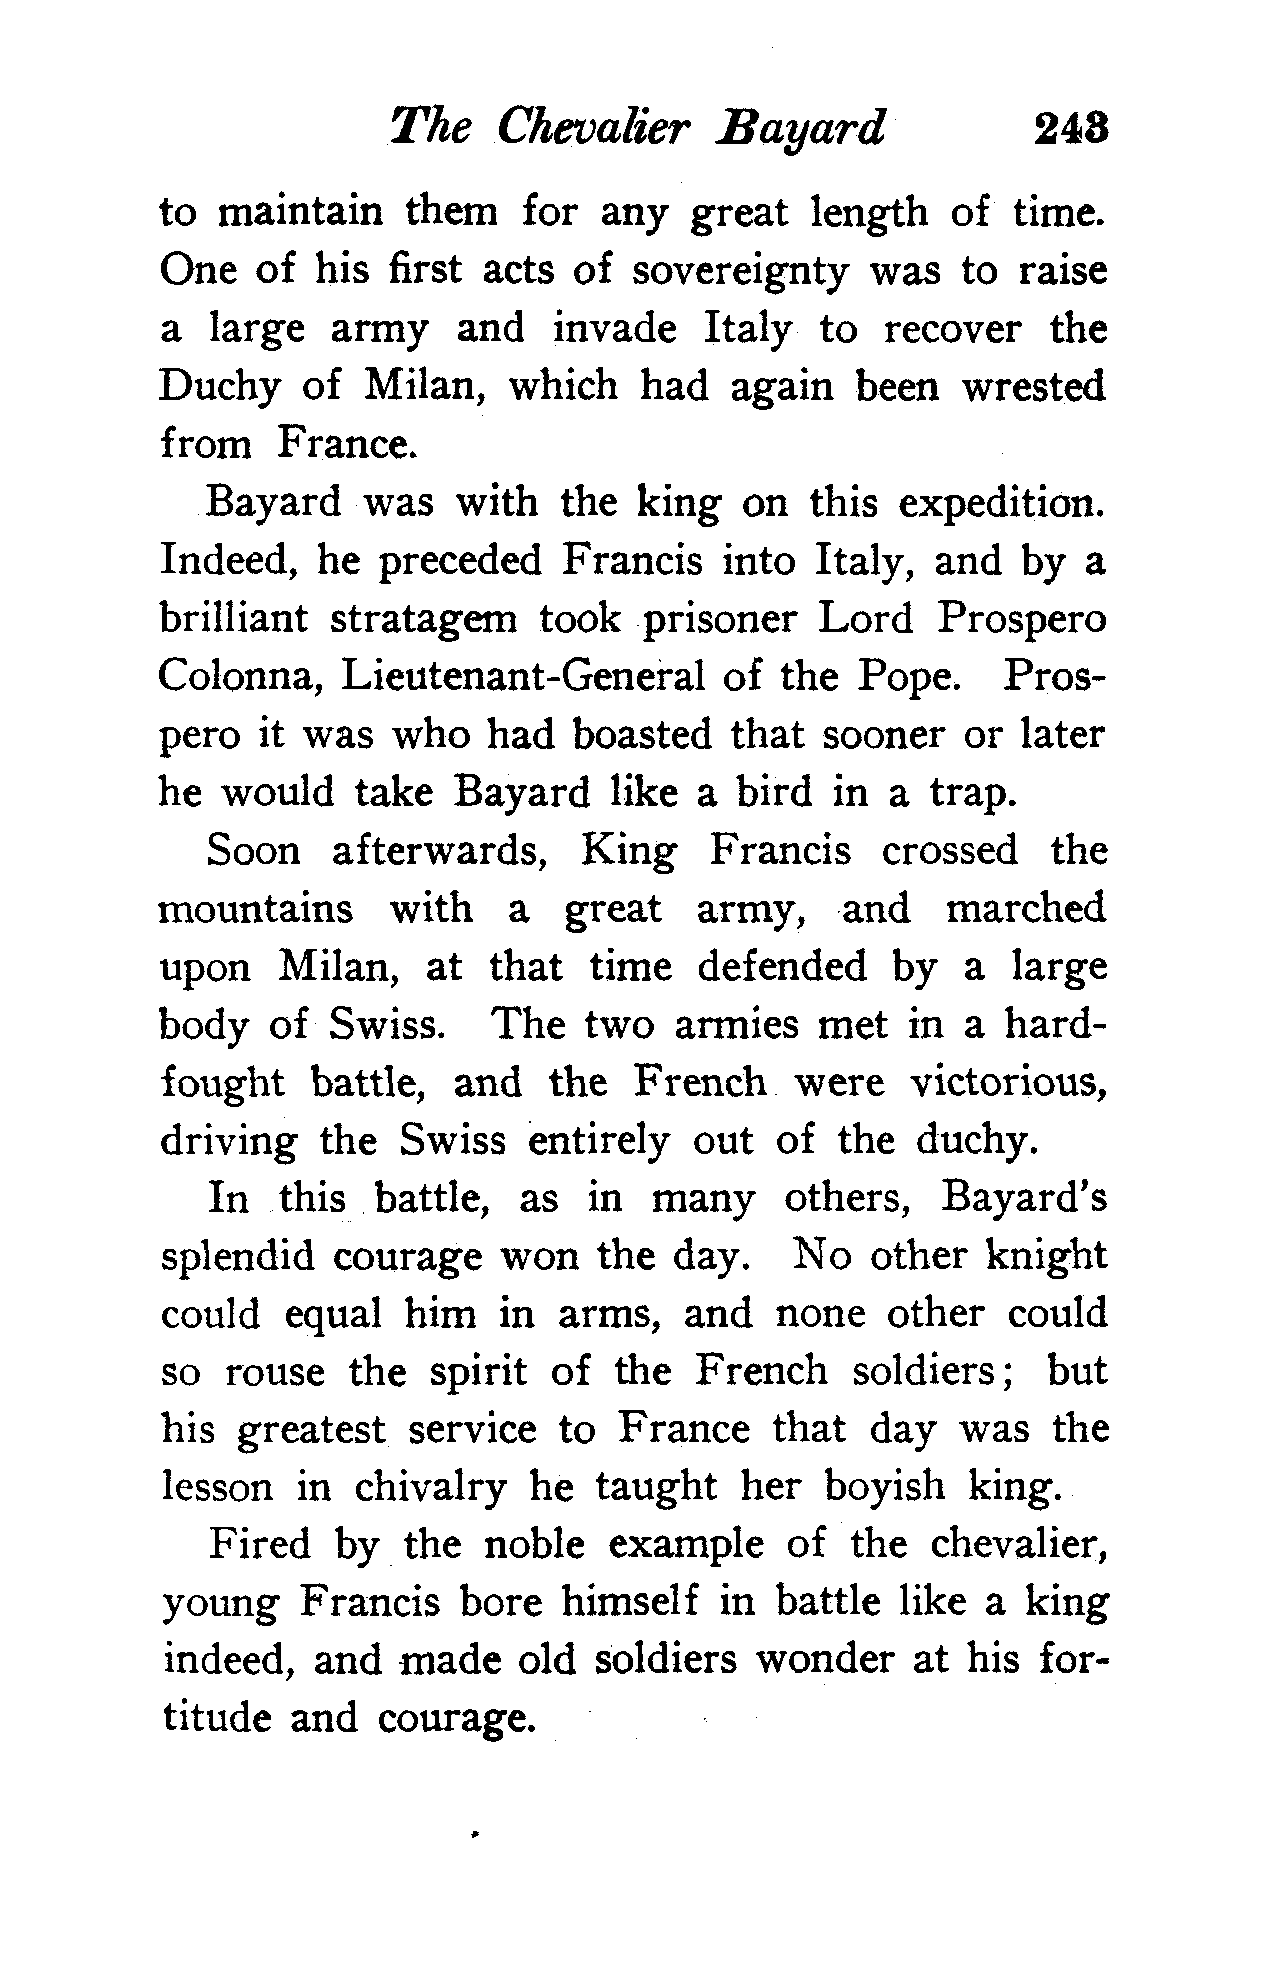 The Chevalier Bayard 243
to maintain them for any great length of time.
One of his first acts of sovereignty was to raise
a large army and invade Italy to recover the
Duchy of Milan, which had again been wrested
from France.
Bayard was with the king on this expedition.
Indeed, he preceded Francis into Italy, and by a
brilliant stratagem took prisoner Lord Prospero
Colonna, Lieutenant-General of the Pope. Pros-
pero it was who had boasted that sooner or later
he would take Bayard like a bird in a trap.
Soon afterwards, King Francis crossed the
mountains with a great army, and marched
upon Milan, at that time defended by a large
body of Swiss. The two armies met in a hard-
fought battle, and the French were victorious,
driving the Swiss entirely out of the duchy.
In this battle, as in many others, Bayard's
splendid courage won the day. No other knight
could equal him in arms, and none other could
so rouse the spirit of the French soldiers; but
his greatest service to France that day was the
lesson in chivalry he taught her boyish king.
Fired by the noble example of the chevalier,
young Francis bore himself in battle like a king
indeed, and made old soldiers wonder at his for-
titude and courage.